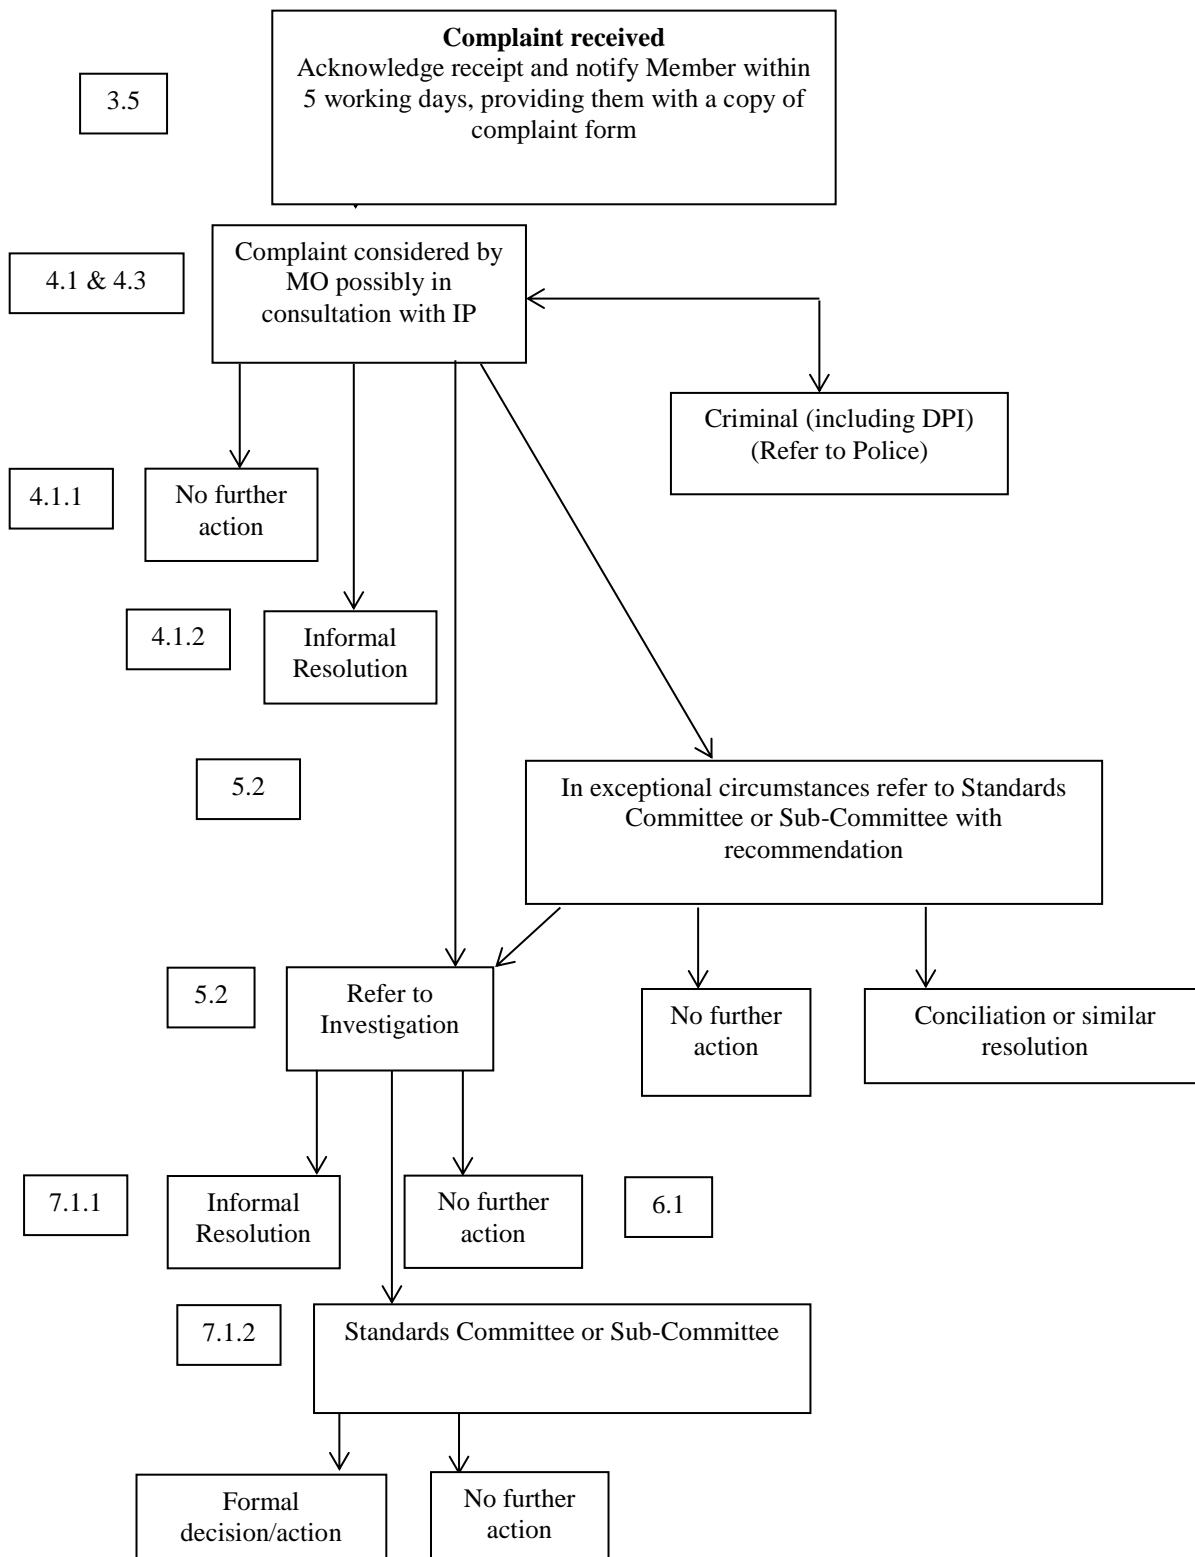 Complaint received
Acknowledge receipt and notify Member within
5 working days, providing them with a copy of
complaint form
3.5
Complaint considered by
MO possibly in
consultation with IP
4.1 & 4.3
Criminal (including DPI)
(Refer to Police)
4.1.1
No further
action
4.1.2
Informal
Resolution
5.2
In exceptional circumstances refer to Standards
Committee or Sub-Committee with
recommendation
5.2
Refer to
Investigation
No further
action
Conciliation or similar
resolution
7.1.1
Informal
Resolution
No further
action
6.1
7.1.2
Standards Committee or Sub-Committee
Formal
decision/action
No further
action